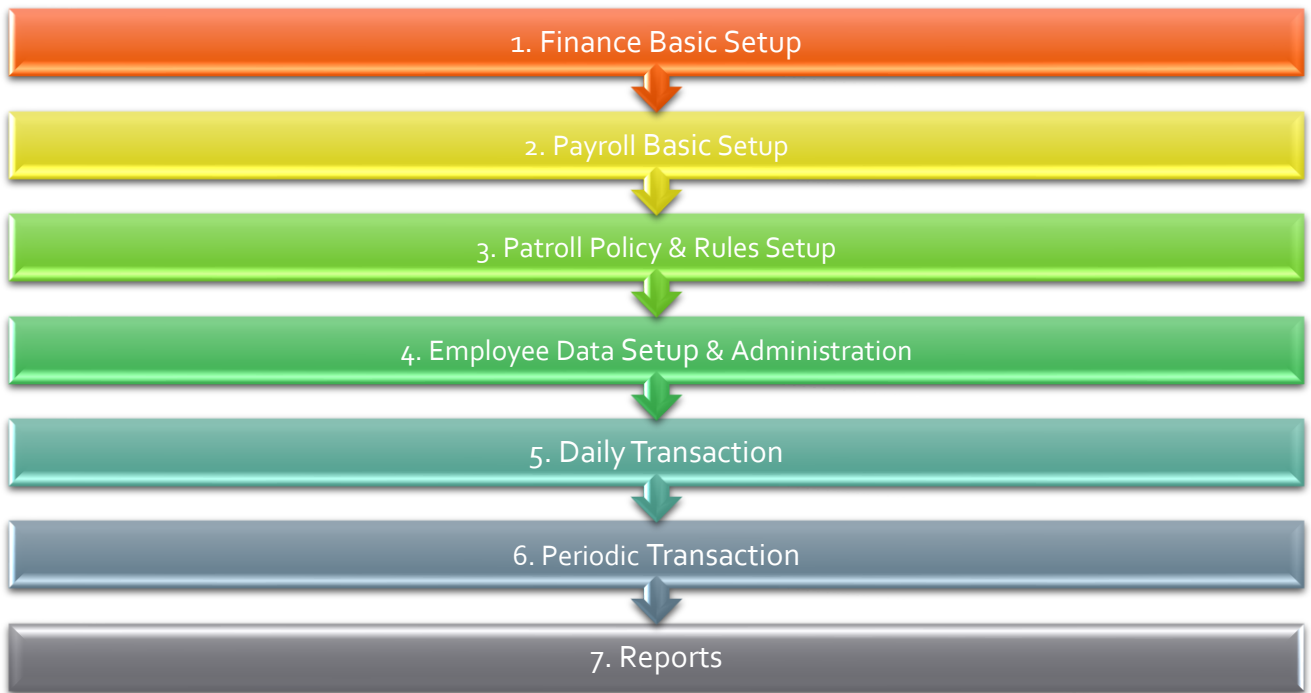 1. Finance Basic Setup
2. Payroll Basic Setup
3. Patroll Policy & Rules Setup
4. Employee Data Setup & Administration
5. Daily Transaction
6. Periodic Transaction
7. Reports